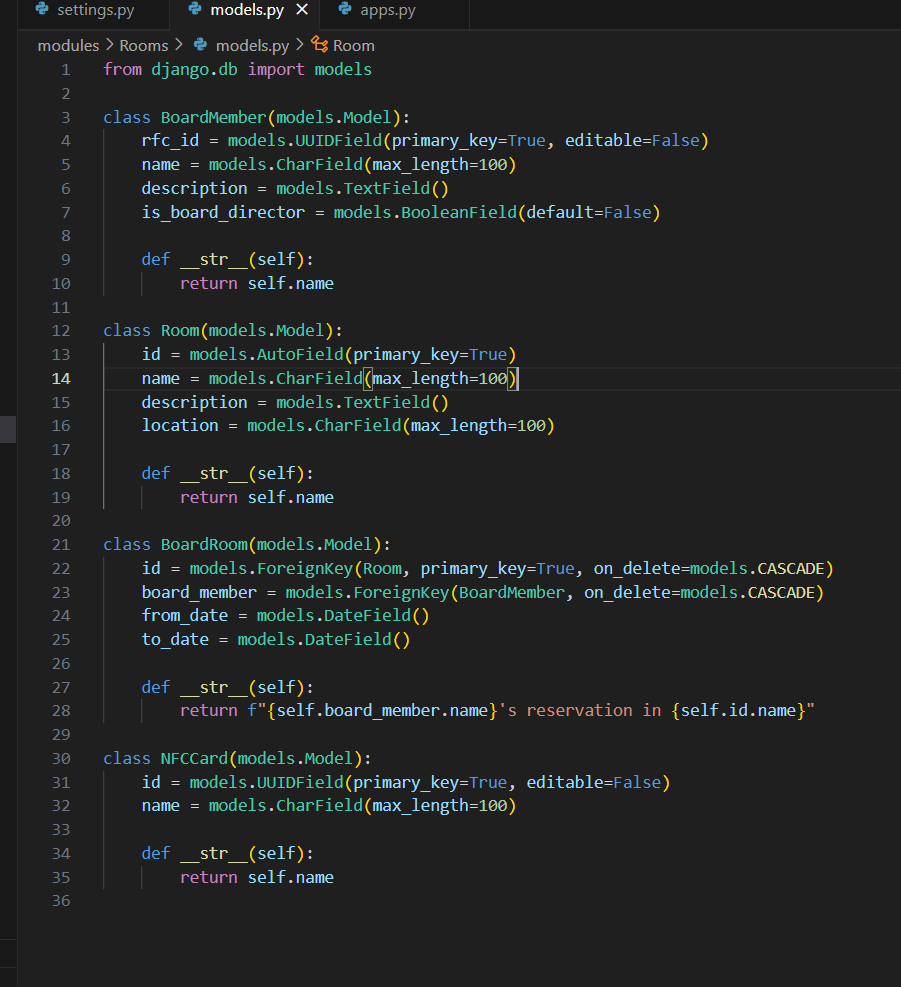 settings.py models.py × apps.py
modules > Rooms > models.py > Room
1 from django.db import models
2
3 class BoardMember(models.Model):
4     rfc_id = models.UUIDField(primary_key=True, editable=False)
5     name = models.CharField(max_length=100)
6     description = models.TextField()
7     is_board_director = models.BooleanField(default=False)
8
9     def __str__(self):
10         return self.name
11
12 class Room(models.Model):
13     id = models.AutoField(primary_key=True)
14     name = models.CharField(max_length=100)
15     description = models.TextField()
16     location = models.CharField(max_length=100)
17
18     def __str__(self):
19         return self.name
20
21 class BoardRoom(models.Model):
22     id = models.ForeignKey(Room, primary_key=True, on_delete=models.CASCADE)
23     board_member = models.ForeignKey(BoardMember, on_delete=models.CASCADE)
24     from_date = models.DateField()
25     to_date = models.DateField()
26
27     def __str__(self):
28         return f"{self.board_member.name}'s reservation in {self.id.name}"
29
30 class NFCCard(models.Model):
31     id = models.UUIDField(primary_key=True, editable=False)
32     name = models.CharField(max_length=100)
33
34     def __str__(self):
35         return self.name
36